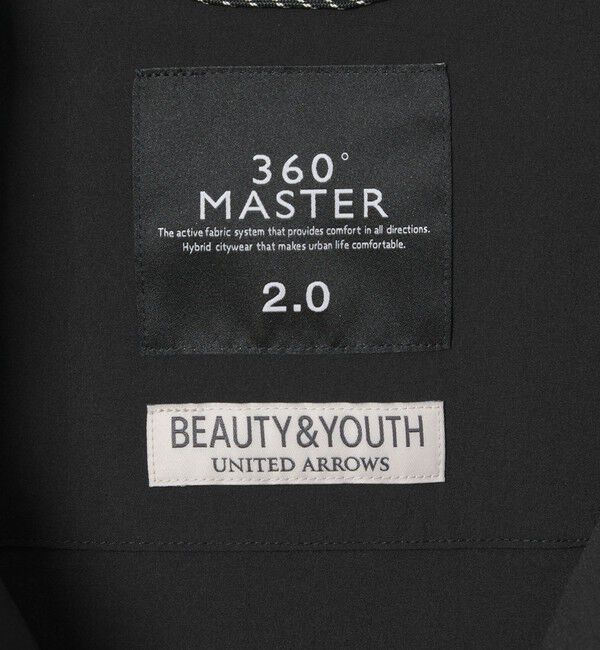 360°
MASTER
The active fabric system that provides comfort in all directions.
Hybrid citywear that makes urban life comfortable.
2.0
BEAUTY&YOUTH
UNITED ARROWS